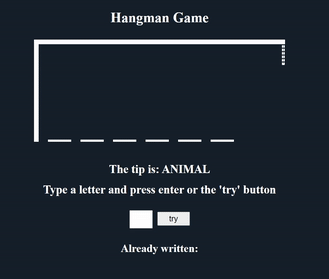 Hangman Game
The tip is: ANIMAL
Type a letter and press enter or the 'try' button
try
Already written: